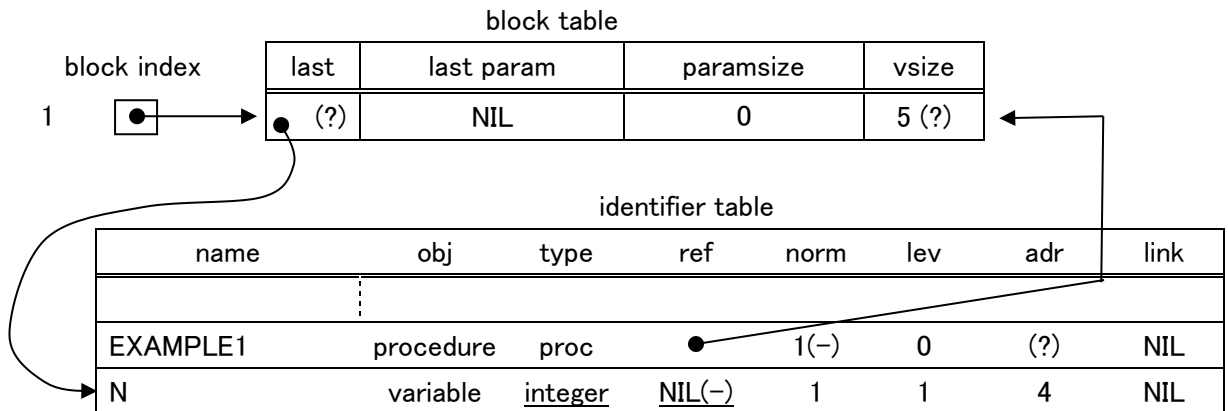 block table
block index last last param paramsize vsize
1 (?) NIL 0 5 (?)
identifier table
name obj type ref norm lev adr link
EXAMPLE1 procedure proc 1(-) 0 (?) NIL
N variable integer NIL(-) 1 1 4 NIL